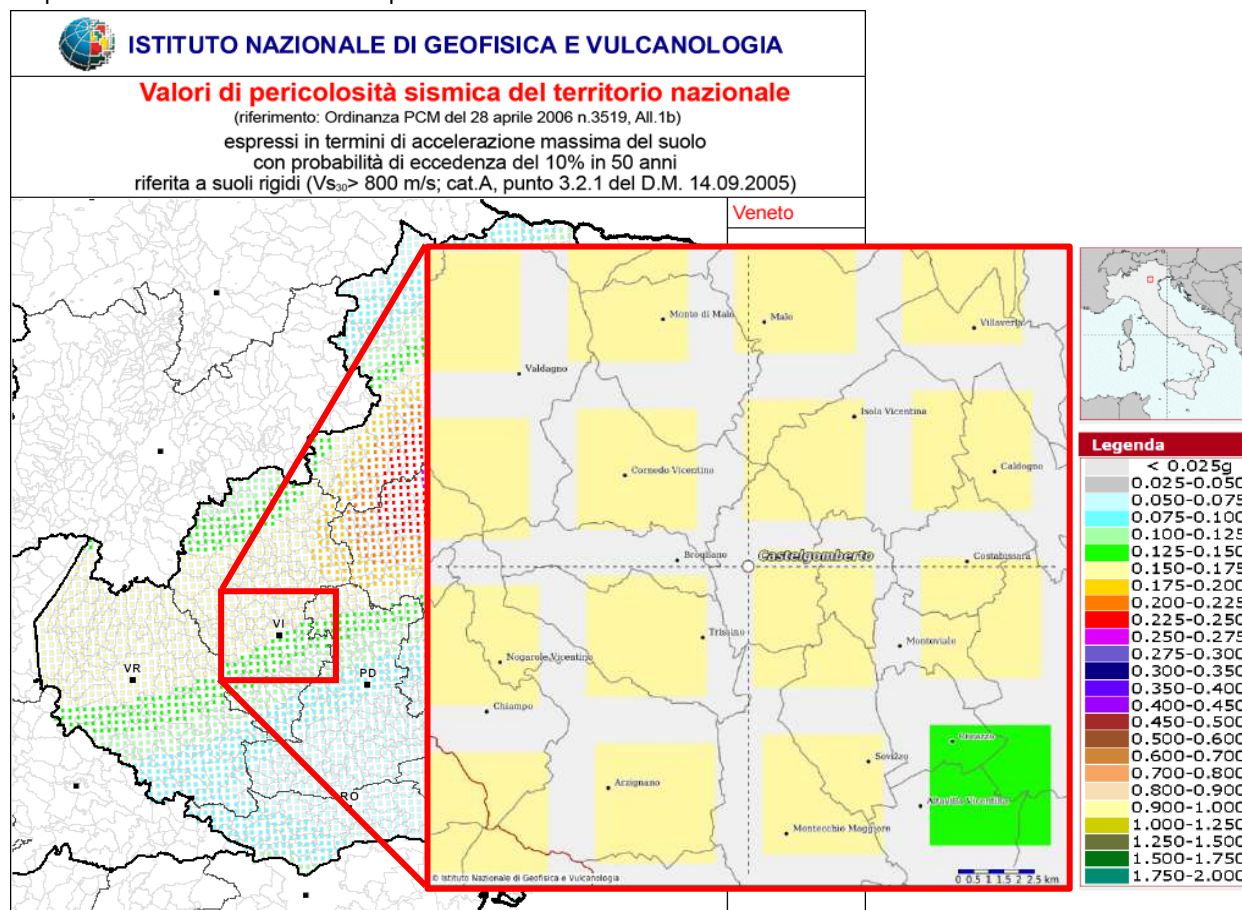 ISTITUTO NAZIONALE DI GEOFISICA E VULCANOLOGIA
Valori di pericolosità sismica del territorio nazionale
(riferimento: Ordinanza PCM del 28 aprile 2006 n.3519, All.1b)
espressi in termini di accelerazione massima del suolo
con probabilità di eccedenza del 10% in 50 anni
riferita a suoli rigidi (Vs30> 800 m/s; cat.A, punto 3.2.1 del D.M. 14.09.2005)
Veneto
Monte di Malo
Malo
Villaverla
Valdagno
Isola Vicentina
Cornedo Vicentino
Caldogno
Brogliano
Castelgomberto
Costabissara
Trissino
Monteviale
Nogarole Vicentino
Chiampo
Creazzo
Sovizzo
Arzignano
Altavilla Vicentina
Montecchio Maggiore
© Istituto Nazionale di Geofisica e Vulcanologia
0 0.5 1 1.5 2 2.5 km
VI
VR
PD
RO
Legenda
< 0.025g
0.025-0.050
0.050-0.075
0.075-0.100
0.100-0.125
0.125-0.150
0.150-0.175
0.175-0.200
0.200-0.225
0.225-0.250
0.250-0.275
0.275-0.300
0.300-0.350
0.350-0.400
0.400-0.450
0.450-0.500
0.500-0.600
0.600-0.700
0.700-0.800
0.800-0.900
0.900-1.000
1.000-1.250
1.250-1.500
1.500-1.750
1.750-2.000